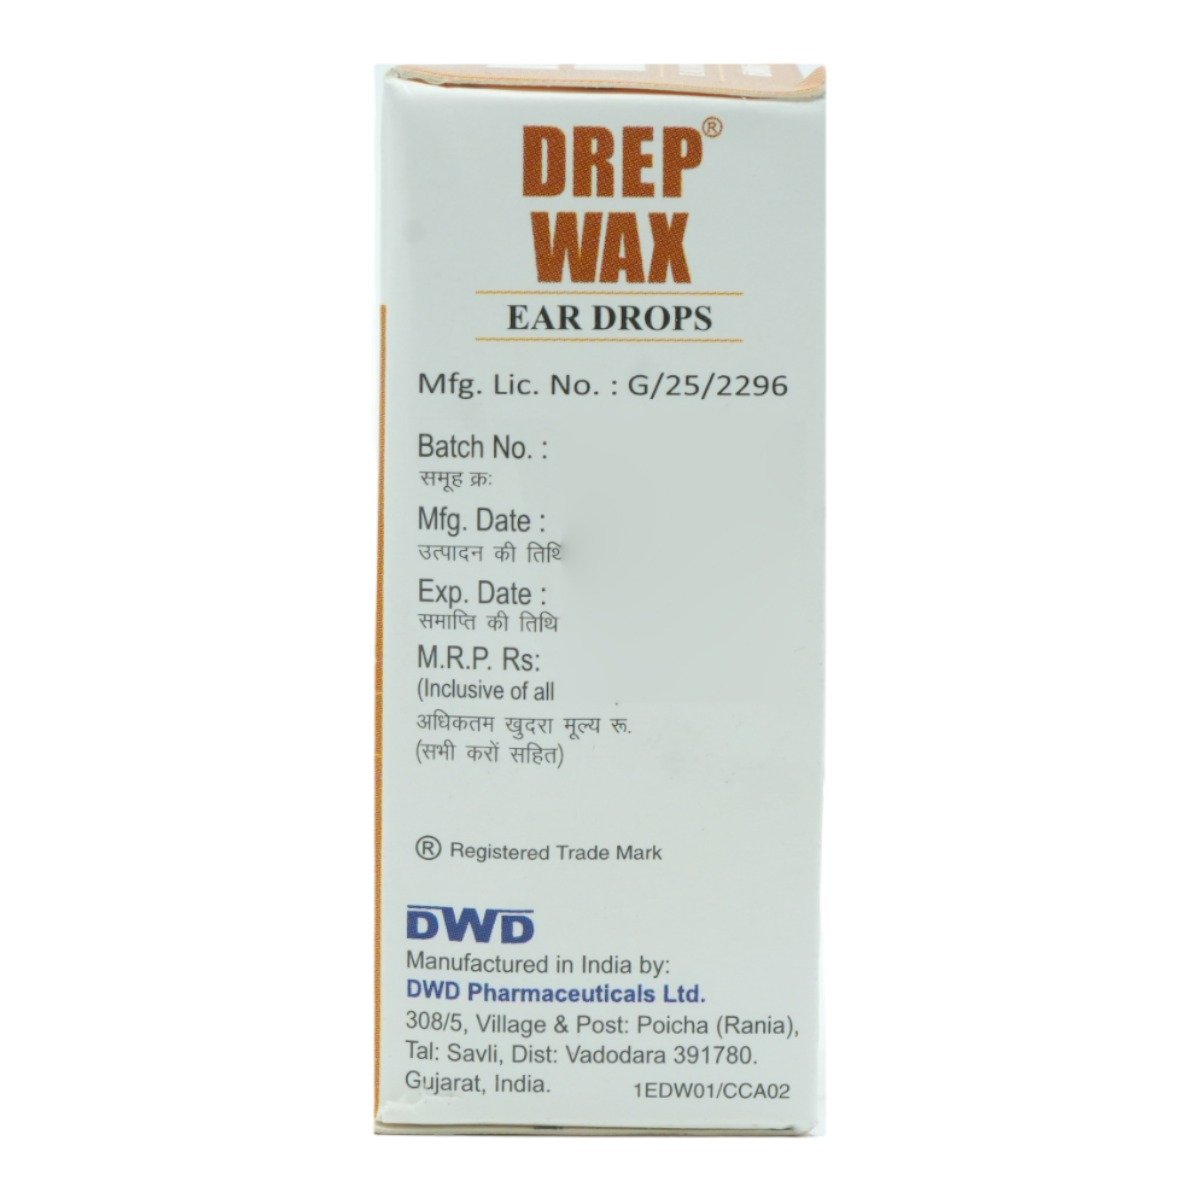 DREP®
WAX
EAR DROPS
Mfg. Lic. No. : G/25/2296
Batch No. :
समूह क्रः
Mfg. Date :
उत्पादन की तिथि
Exp. Date :
समाप्ति की तिथि
M.R.P. Rs:
(Inclusive of all
अधिकतम खुदरा मूल्य रू.
(सभी करों सहित)
® Registered Trade Mark
DWD
Manufactured in India by:
DWD Pharmaceuticals Ltd.
308/5, Village & Post: Poicha (Rania),
Tal: Savli, Dist: Vadodara 391780.
Gujarat, India.
1EDW01/CCA02